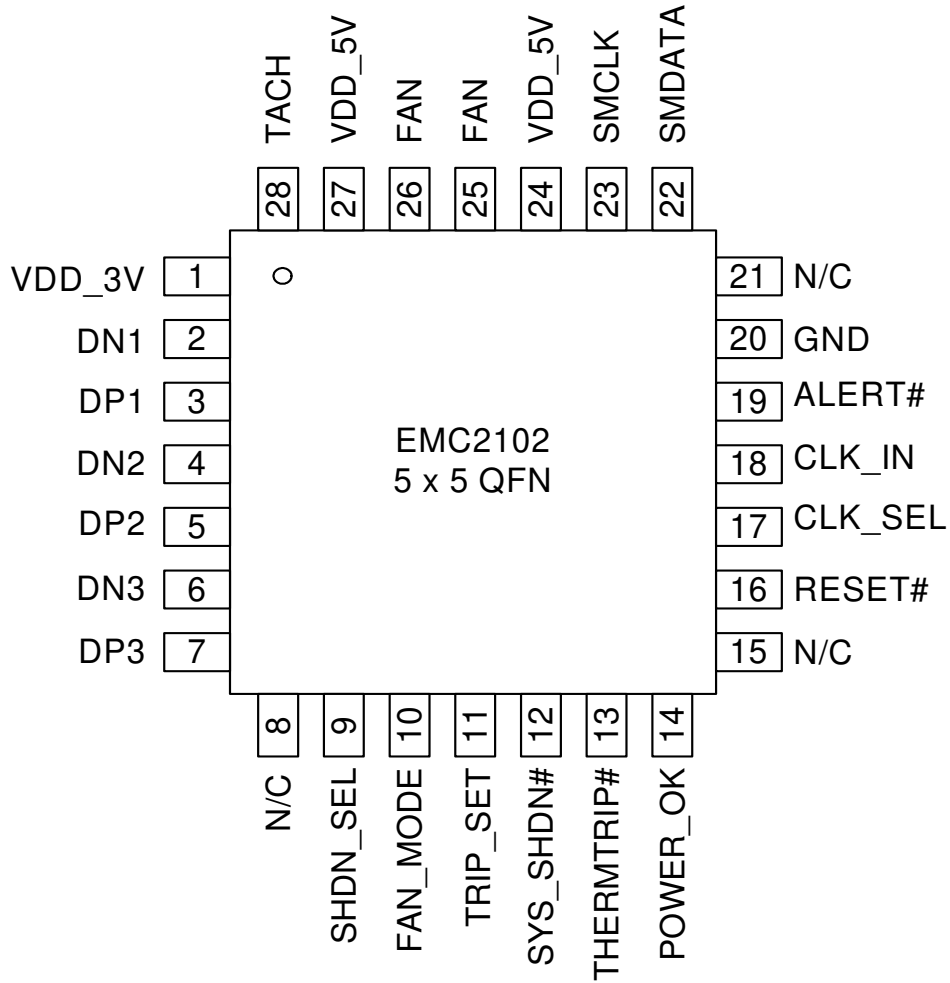 TACH
VDD_5V
FAN
FAN
VDD_5V
SMCLK
SMDATA
28
27
26
25
24
23
22
VDD_3V 1
DN1 2
DP1 3
DN2 4
DP2 5
DN3 6
DP3 7
EMC2102
5 x 5 QFN
21 N/C
20 GND
19 ALERT#
18 CLK_IN
17 CLK_SEL
16 RESET#
15 N/C
8
9
10
11
12
13
14
N/C
SHDN_SEL
FAN_MODE
TRIP_SET
SYS_SHDN#
THERMTRIP#
POWER_OK